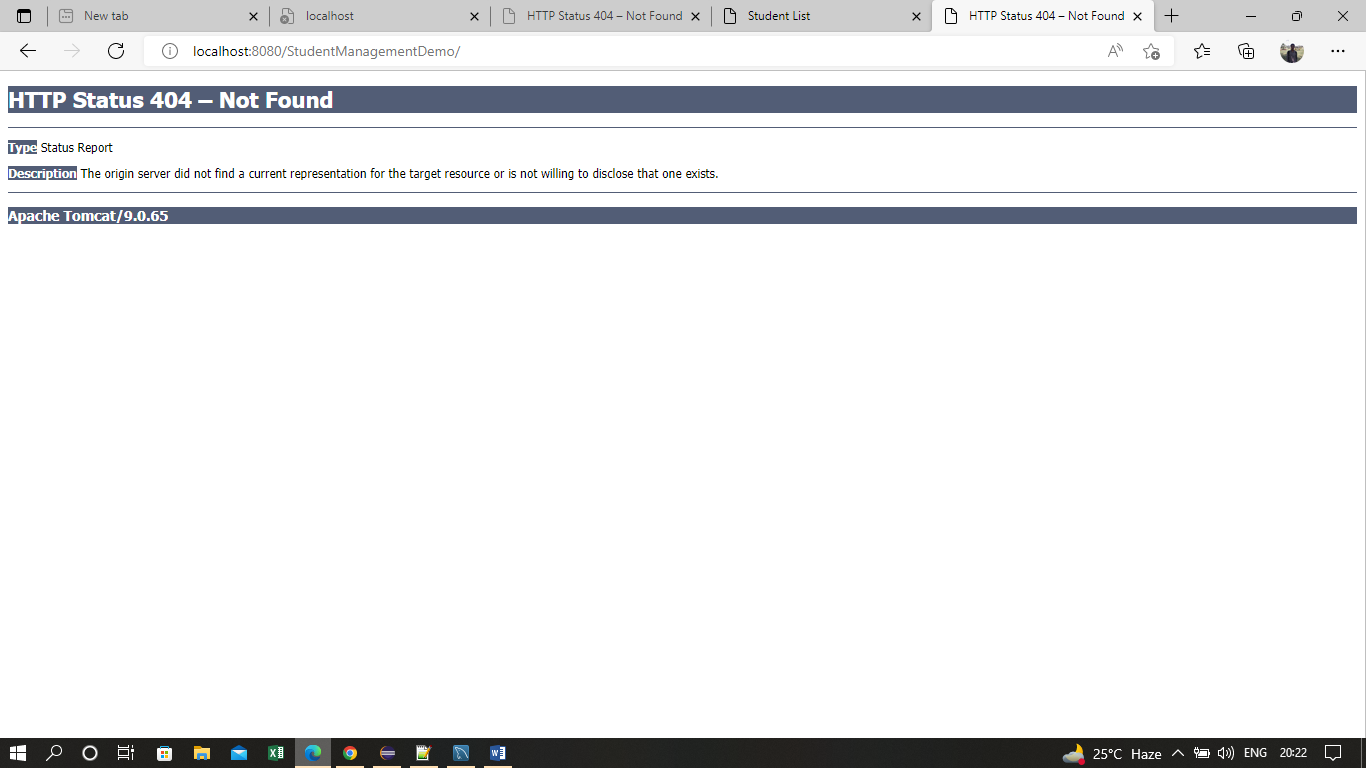 New tab
localhost
HTTP Status 404 – Not Found
Student List
HTTP Status 404 – Not Found
localhost:8080/StudentManagementDemo/
HTTP Status 404 – Not Found
Type Status Report
Description The origin server did not find a current representation for the target resource or is not willing to disclose that one exists.
Apache Tomcat/9.0.65
25°C Haze ENG 20:22